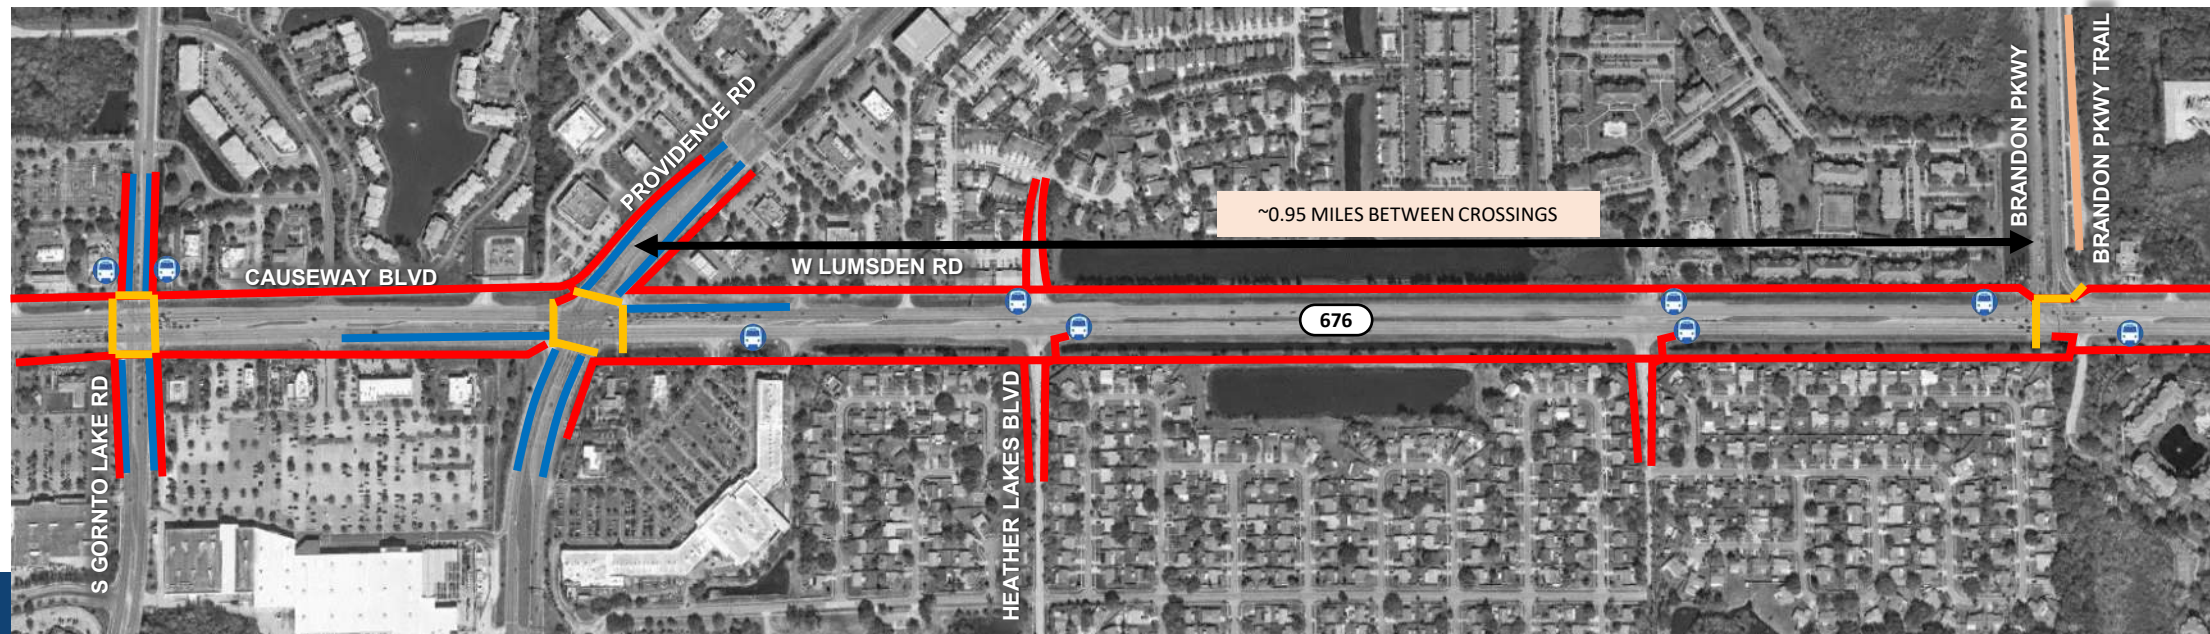 PROVIDENCE RD
BRANDON PKWY
BRANDON PKWY TRAIL
~0.95 MILES BETWEEN CROSSINGS
CAUSEWAY BLVD
W LUMSDEN RD
676
S GORNTO LAKE RD
HEATHER LAKES BLVD